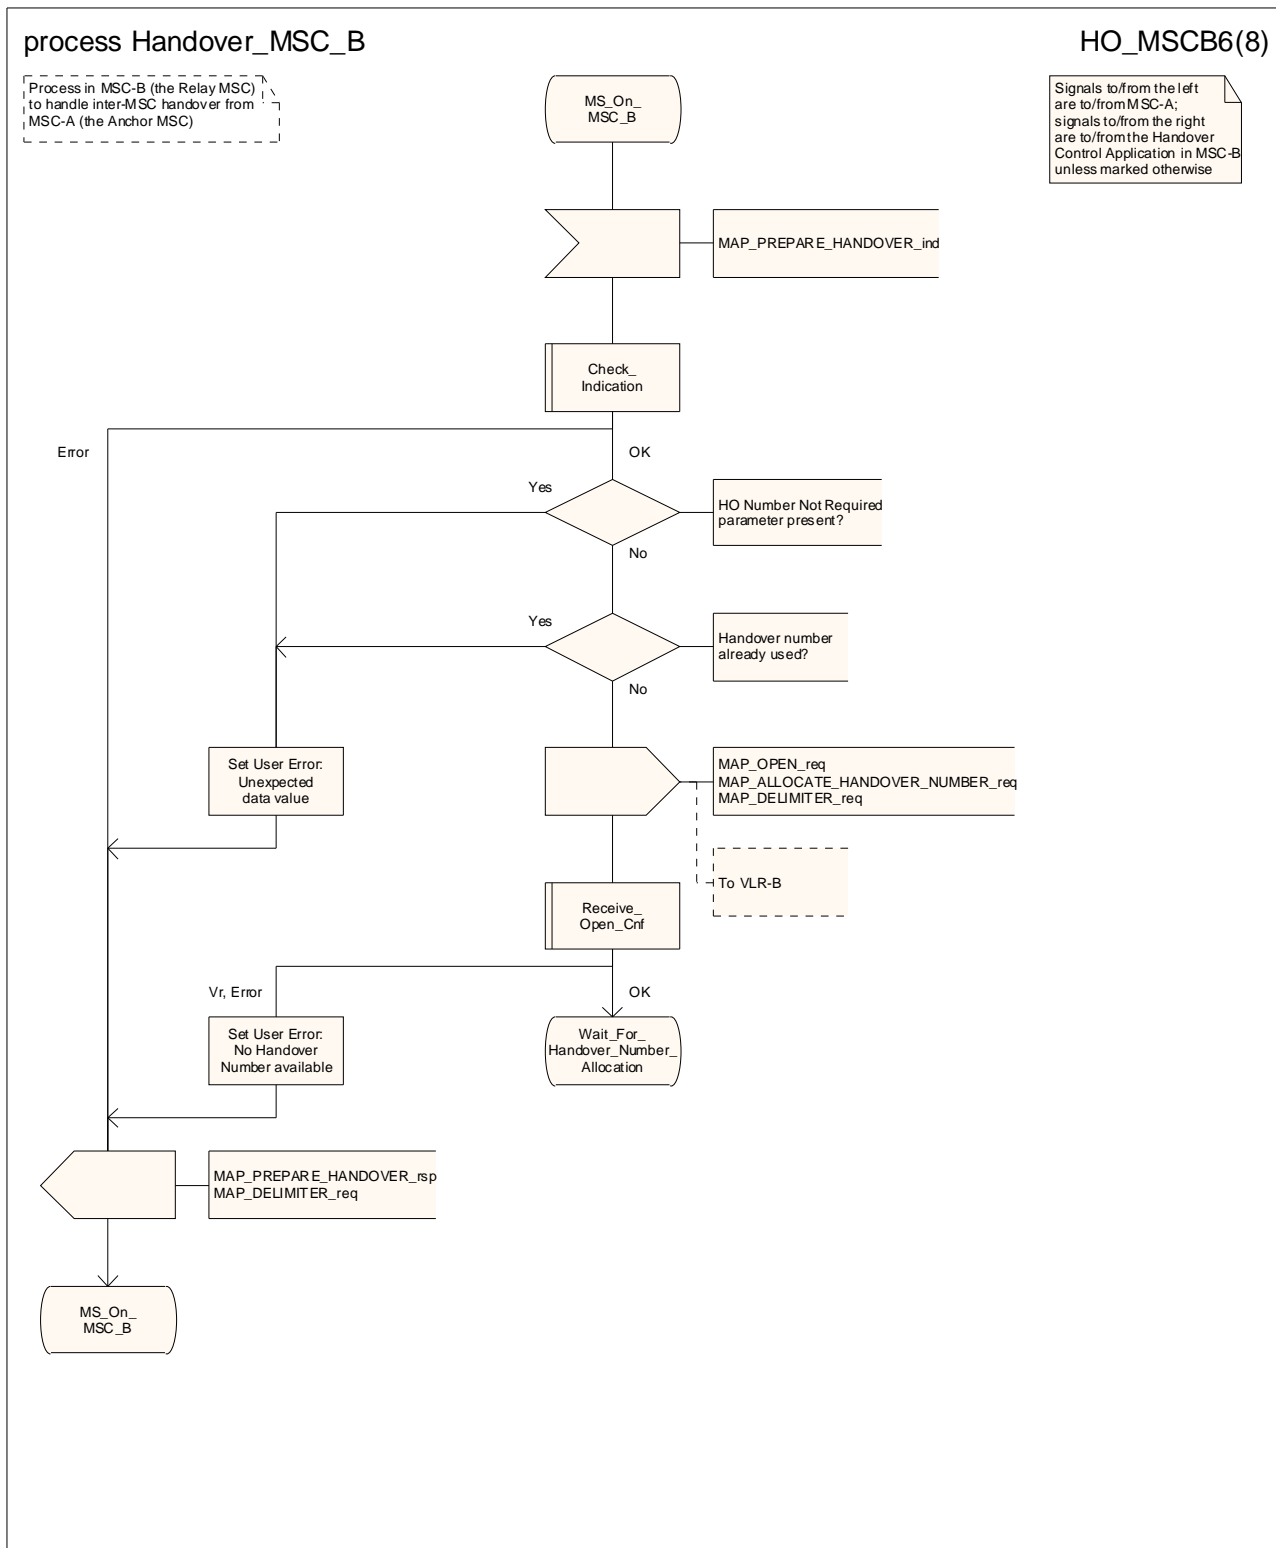 process Handover_MSC_B
HO_MSCB6(8)
Process in MSC-B (the Relay MSC)
to handle inter-MSC handover from
MSC-A (the Anchor MSC)
MS_On_
MSC_B
Signals to/from the left
are to/from MSC-A;
signals to/from the right
are to/from the Handover
Control Application in MSC-B
unless marked otherwise
MAP_PREPARE_HANDOVER_ind
Check_
Indication
Error
OK
Yes
HO Number Not Required
parameter present?
No
Yes
Handover number
already used?
No
Set User Error:
Unexpected
data value
MAP_OPEN_req
MAP_ALLOCATE_HANDOVER_NUMBER_req
MAP_DELIMITER_req
To VLR-B
Receive_
Open_Cnf
Vr, Error
OK
Set User Error:
No Handover
Number available
Wait_For_
Handover_Number_
Allocation
MAP_PREPARE_HANDOVER_rsp
MAP_DELIMITER_req
MS_On_
MSC_B